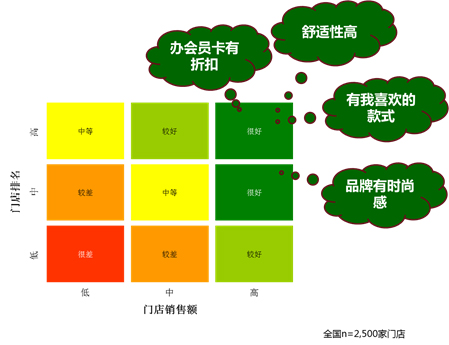 舒适性高
办会员卡有
折扣
有我喜欢的
款式
品牌有时尚
感
高
中等
较好
很好
门店排名
中
较差
中等
很好
低
很差
较差
较好
低
中
高
门店销售额
全国n=2,500家门店